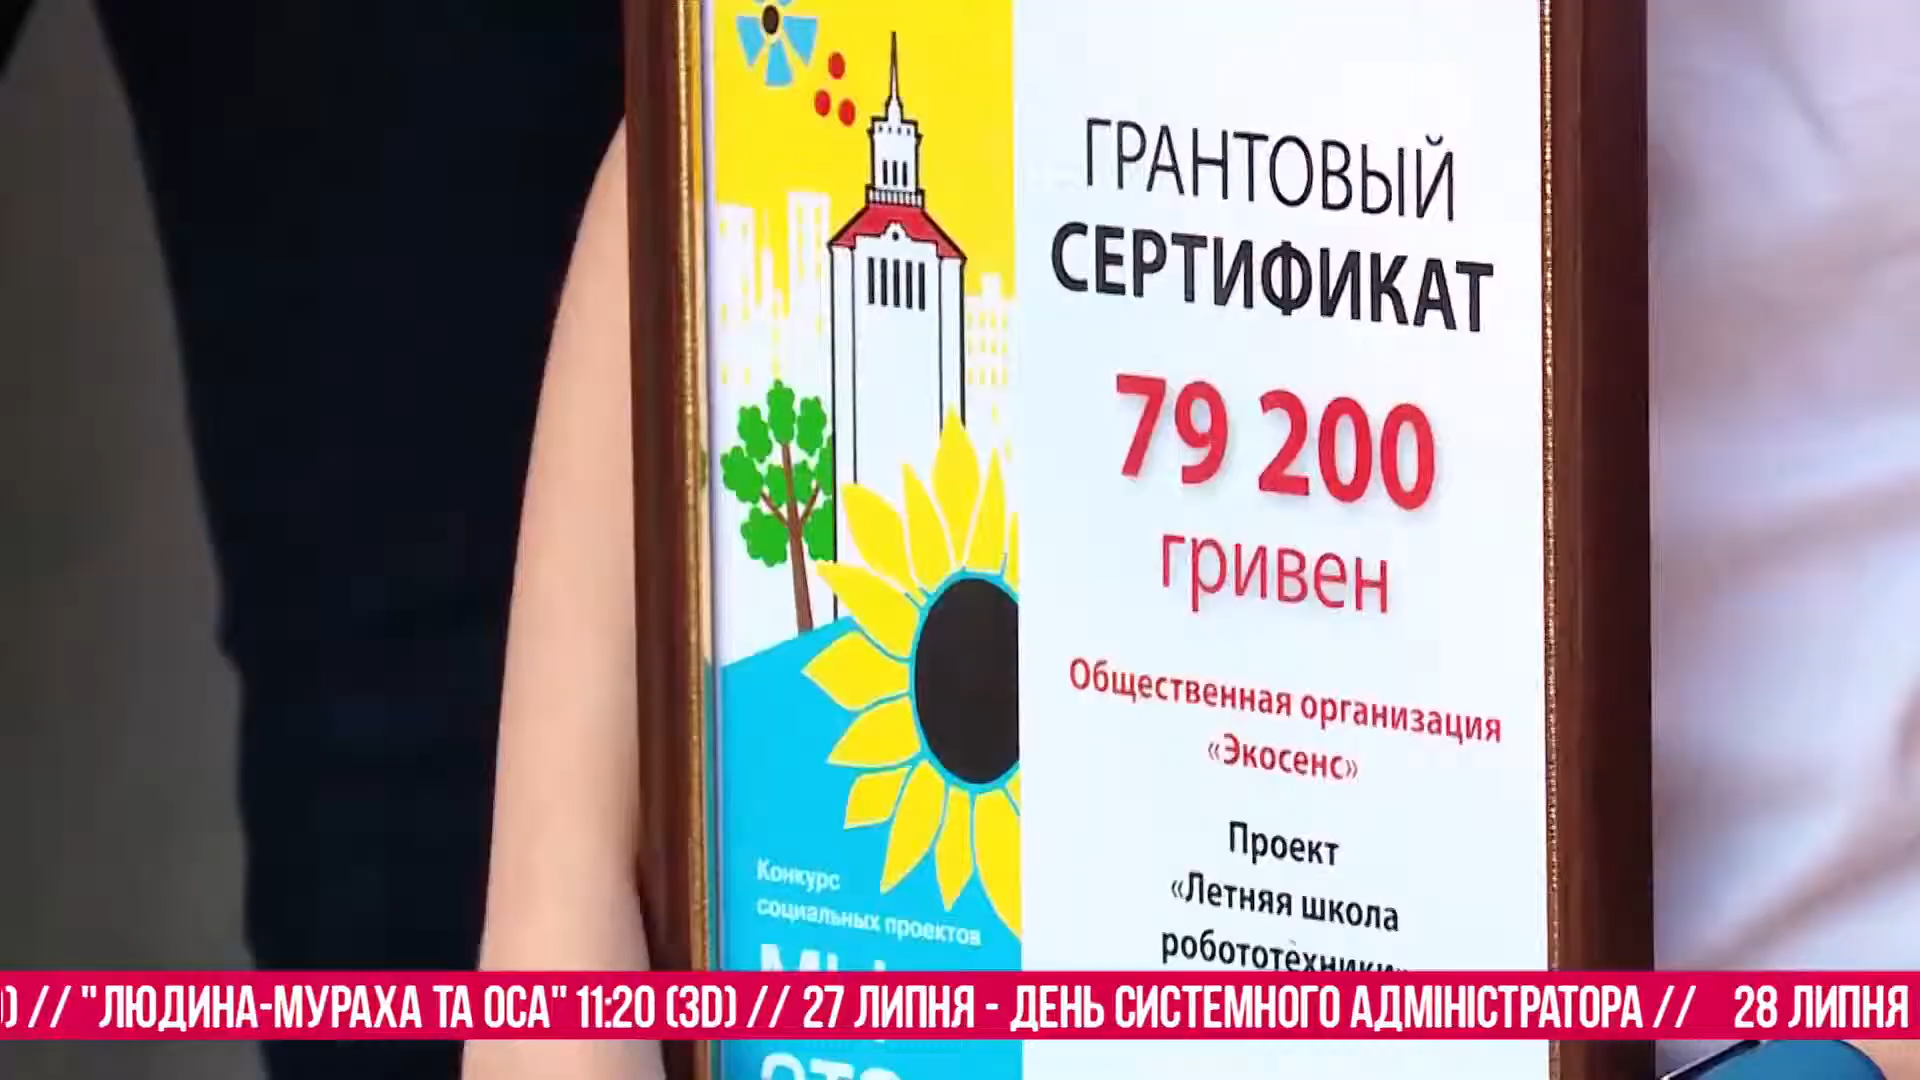 ГРАНТОВЫЙ
СЕРТИФИКАТ
79 200
гривен
Общественная организация
«Экосенс»
Проект
«Летняя школа
робототехники»
Конкурс
социальных проектов
// "ЛЮДИНА-МУРАХА ТА ОСА" 11:20 (3D) // 27 ЛИПНЯ - ДЕНЬ СИСТЕМНОГО АДМІНІСТРАТОРА // 28 ЛИПНЯ